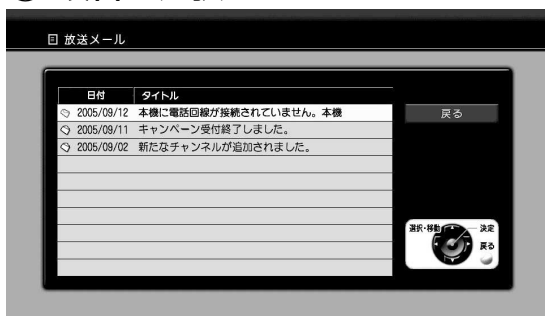 放送メール
日付 タイトル
2005/09/12 本機に電話回線が接続されていません。本機
戻る
2005/09/11 キャンペーン受付終了しました。
2005/09/02 新たなチャンネルが追加されました。
選択・移動 決定
戻る